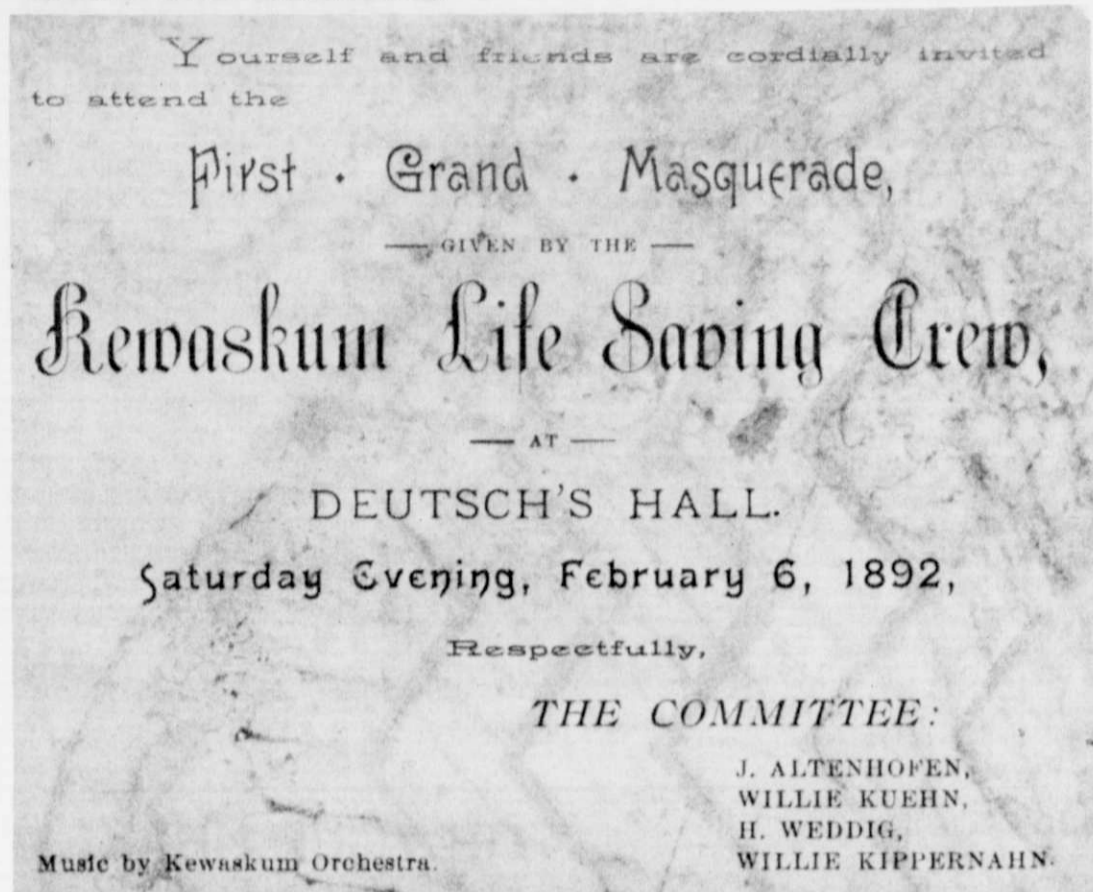 Yourself and friends are cordially invited
to attend the
First · Grand · Masquerade,
— GIVEN BY THE —
Kewaskum Life Saving Crew,
— AT —
DEUTSCH'S HALL.
Saturday Evening, February 6, 1892,
Respectfully,
THE COMMITTEE:
J. ALTENHOFEN,
WILLIE KUEHN,
H. WEDDIG,
WILLIE KIPPERNAHN.
Music by Kewaskum Orchestra.